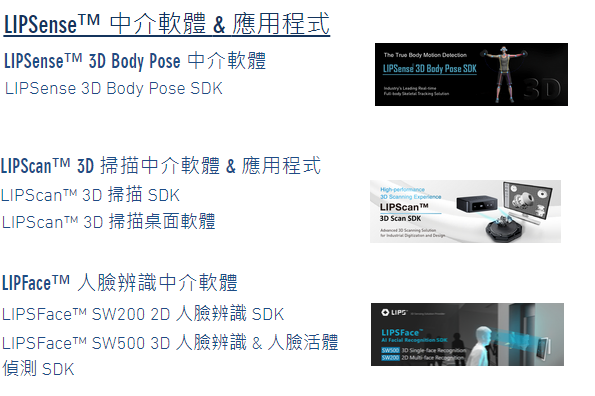 LIPSense™ 中介軟體 & 應用程式
LIPSense™ 3D Body Pose 中介軟體
LIPSense 3D Body Pose SDK
The True Body Motion Detection
LIPSense™ 3D Body Pose SDK
Industry's Leading Real-time
Full-body Skeletal Tracking Solution
3D
LIPScan™ 3D 掃描中介軟體 & 應用程式
LIPScan™ 3D 掃描 SDK
LIPScan™ 3D 掃描桌面軟體
High-performance
3D Scanning Experience
LIPScan™
3D Scan SDK
Advanced 3D Scanning Solution
for Industrial Digitization and Design
LIPFace™ 人臉辨識中介軟體
LIPSFace™ SW200 2D 人臉辨識 SDK
LIPSFace™ SW500 3D 人臉辨識 & 人臉活體
偵測 SDK
LIPS™
LIPSFace™
AI Facial Recognition SDK
SW500 3D Single-face Recognition
SW200 2D Multi-face Recognition